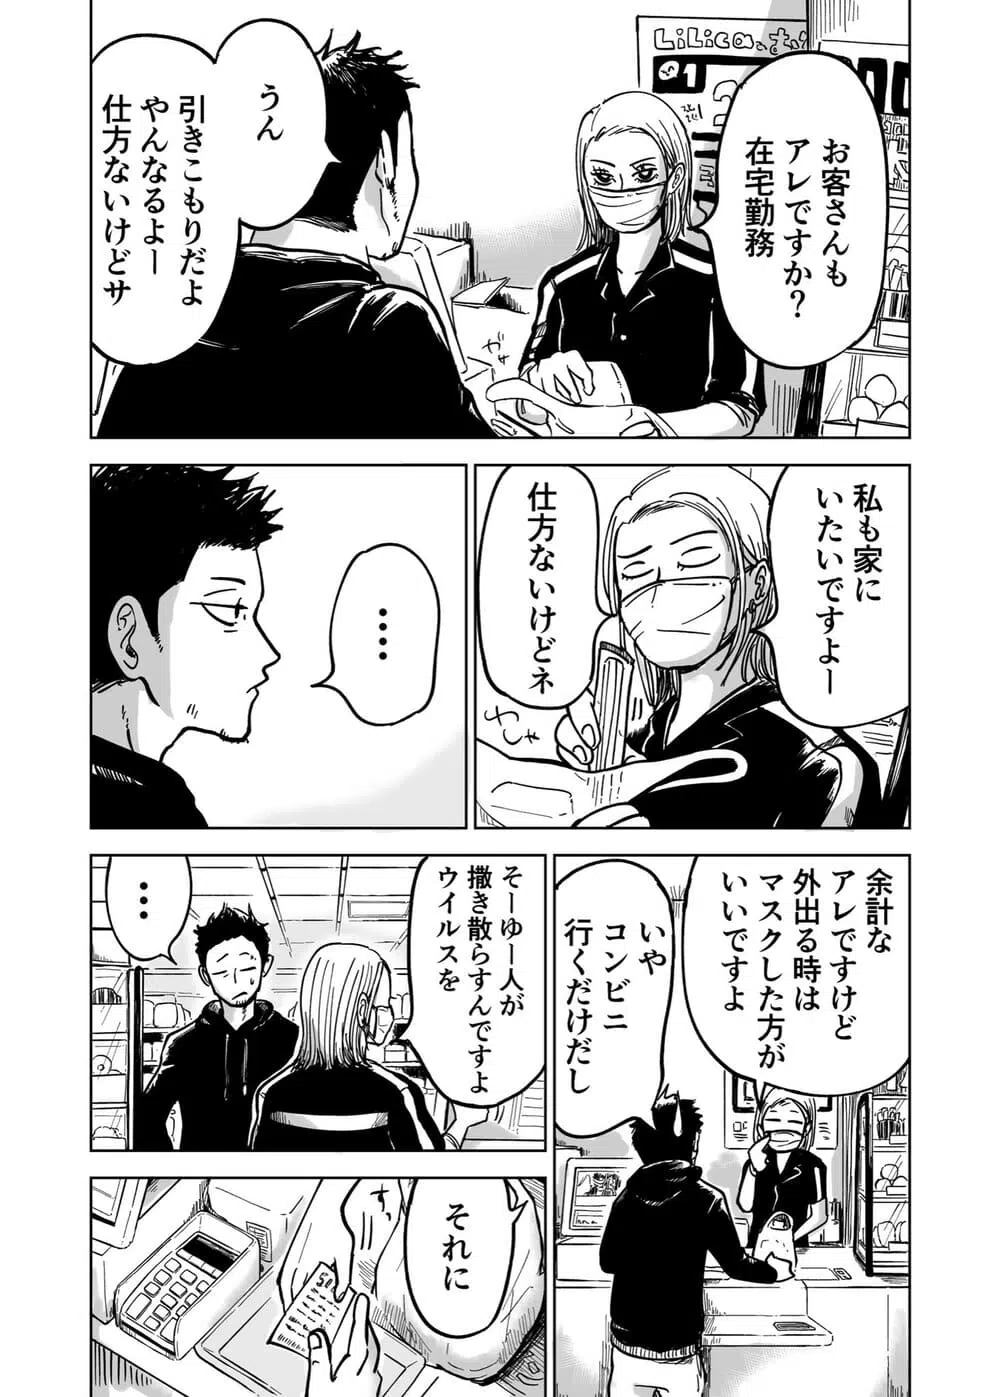 LiLiCa
1
お客さんも
アレですか?
在宅勤務
うん
引きこもりだよ
やんなるよー
仕方ないけどサ
ガサ
私も家に
いたいですよー
仕方ないけどネ
・・・
余計な
アレですけど
外出る時は
マスクした方が
いいですよ
いや
コンビニ
行くだけだし
そーゆー人が
撒き散らすんですよ
ウイルスを
・・・
それに
す